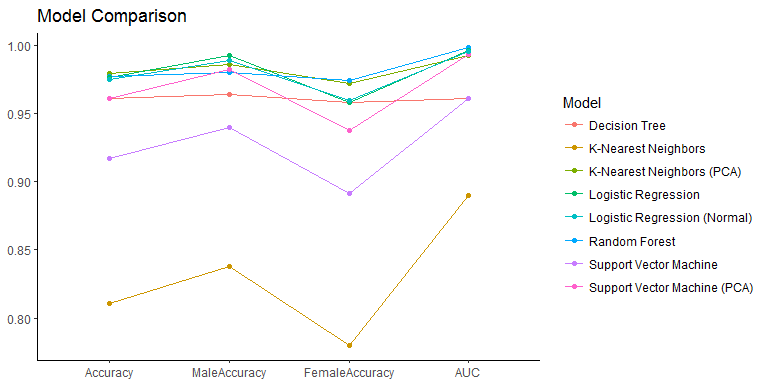 Model Comparison
1.00
0.95
0.90
0.85
0.80
Accuracy
MaleAccuracy
FemaleAccuracy
AUC
Model
Decision Tree
K-Nearest Neighbors
K-Nearest Neighbors (PCA)
Logistic Regression
Logistic Regression (Normal)
Random Forest
Support Vector Machine
Support Vector Machine (PCA)